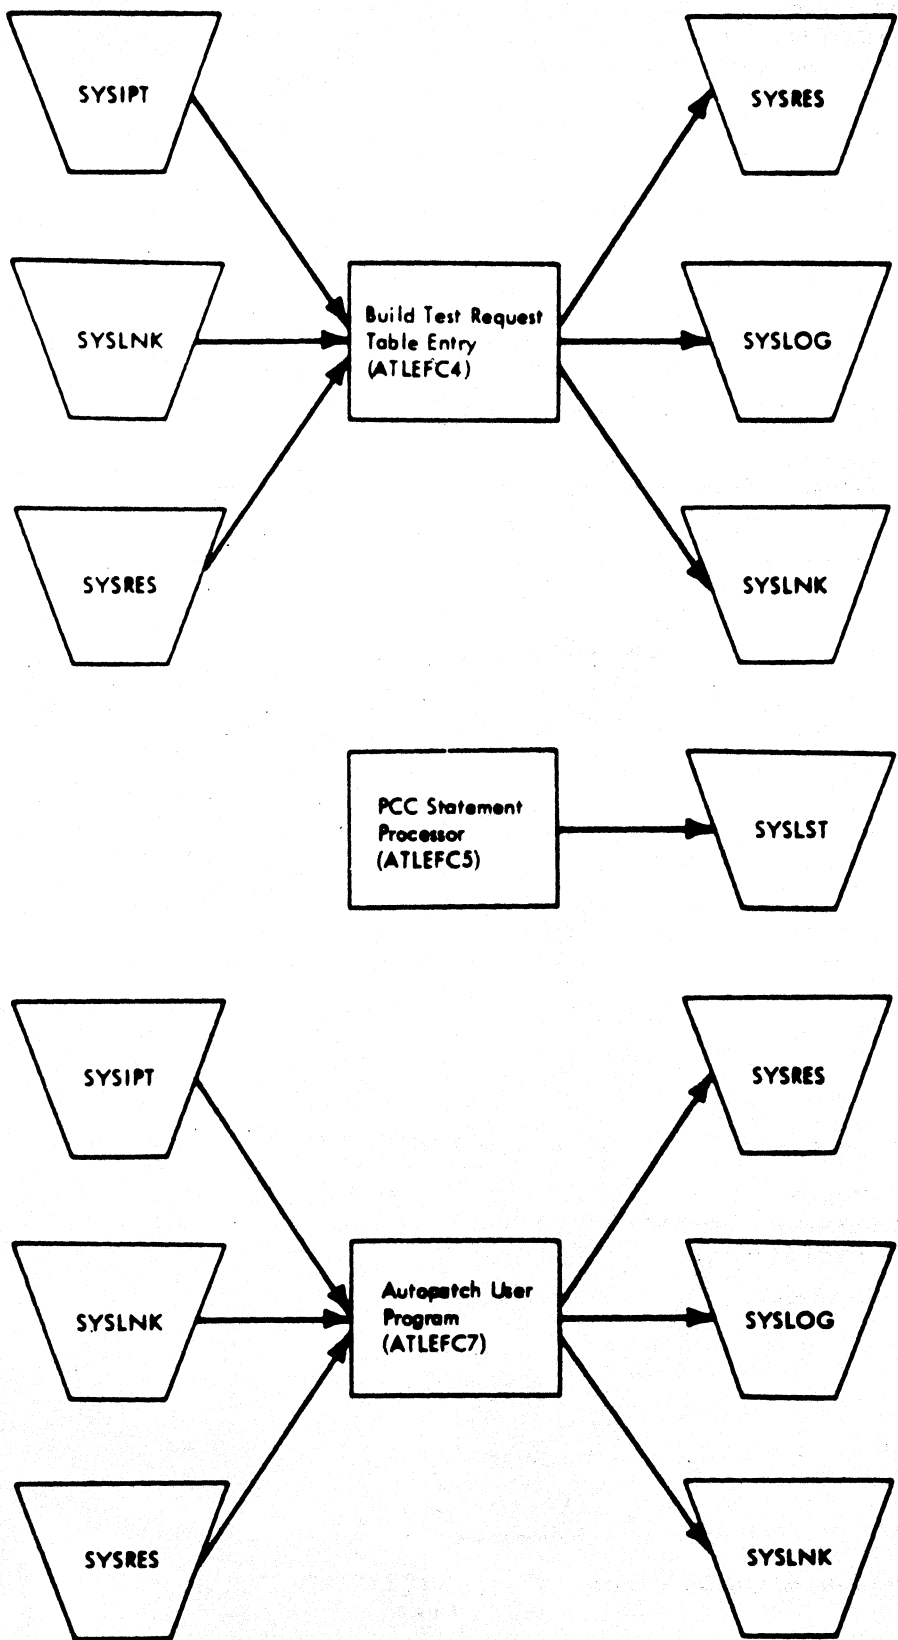 SYSIPT
SYSRES
SYSLNK
Build Test Request
Table Entry
(ATLEFC4)
SYSLOG
SYSRES
SYSLNK
PCC Statement
Processor
(ATLEFC5)
SYSLST
SYSIPT
SYSRES
SYSLNK
Autopatch User
Program
(ATLEFC7)
SYSLOG
SYSRES
SYSLNK